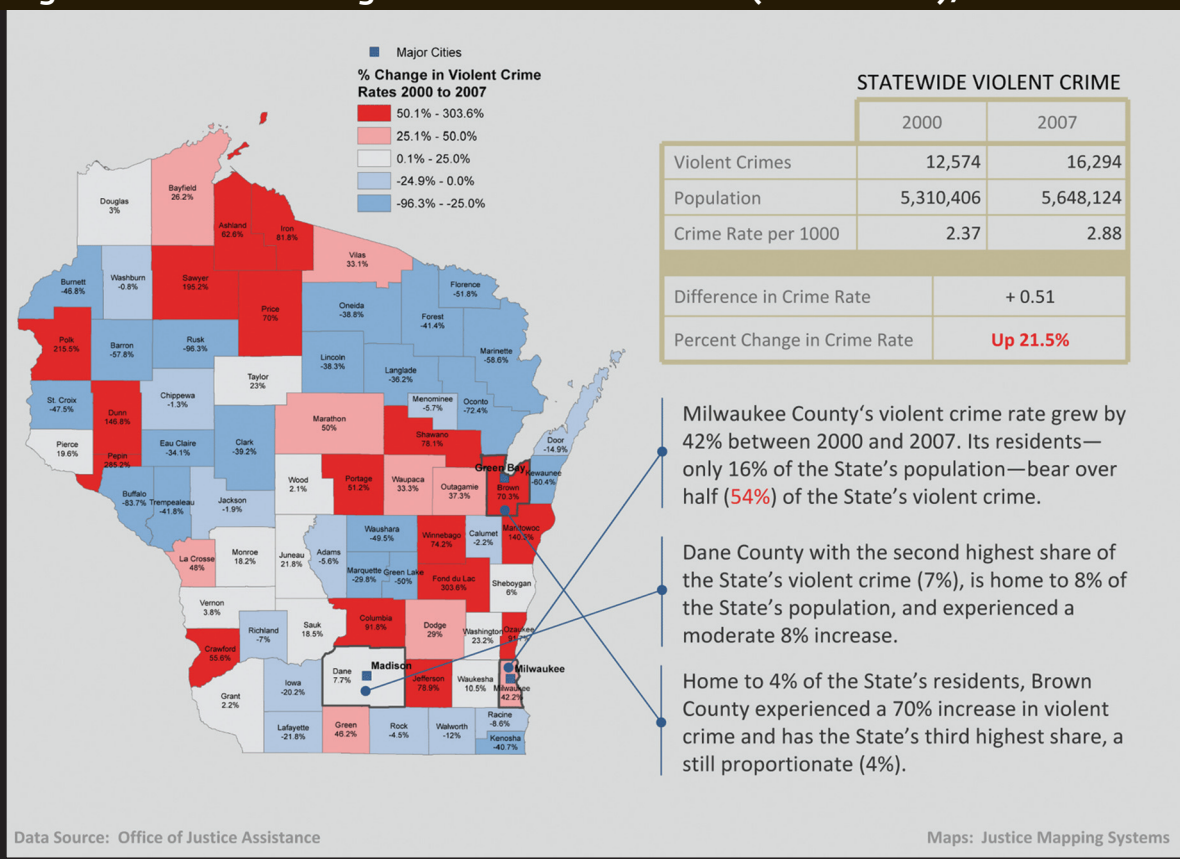 Major Cities
% Change in Violent Crime
Rates 2000 to 2007
50.1% - 303.6%
25.1% - 50.0%
0.1% - 25.0%
-24.9% - 0.0%
-96.3% - -25.0%
Douglas
3%
Bayfield
26.2%
Ashland
62.6%
Iron
81.8%
Vilas
33.1%
Burnett
-46.8%
Washburn
-0.8%
Sawyer
195.2%
Price
70%
Oneida
-38.8%
Florence
-51.8%
Forest
-41.4%
Marinette
-58.6%
Polk
215.5%
Barron
-57.8%
Rusk
-96.3%
Lincoln
-38.3%
Langlade
-36.2%
Taylor
23%
St. Croix
-47.5%
Dunn
146.8%
Chippewa
-1.3%
Marathon
50%
Menominee
-5.7%
Oconto
-72.4%
Door
-14.9%
Pierce
19.6%
Pepin
285.2%
Eau Claire
-34.1%
Clark
-39.2%
Shawano
78.1%
Green Bay
Brown
70.3%
Kewaunee
-60.4%
Buffalo
-83.7%
Trempealeau
-41.8%
Jackson
-1.9%
Wood
2.1%
Portage
51.2%
Waupaca
33.3%
Outagamie
37.3%
La Crosse
48%
Monroe
18.2%
Juneau
21.8%
Adams
-5.6%
Waushara
-49.5%
Winnebago
74.2%
Calumet
-2.2%
Manitowoc
Marquette
-29.8%
Green Lake
-50%
Fond du Lac
303.6%
Sheboygan
6%
Vernon
3.8%
Richland
-7%
Sauk
18.5%
Columbia
91.8%
Dodge
29%
Washington
23.2%
Ozaukee
Crawford
55.6%
Grant
2.2%
Iowa
-20.2%
Dane
7.7%
Madison
Jefferson
78.9%
Waukesha
10.5%
Milwaukee
Milwaukee
42.2%
Lafayette
-21.8%
Green
46.2%
Rock
-4.5%
Walworth
-12%
Racine
-8.6%
Kenosha
-40.7%
STATEWIDE VIOLENT CRIME
2000 2007
Violent Crimes 12,574 16,294
Population 5,310,406 5,648,124
Crime Rate per 1000 2.37 2.88
Difference in Crime Rate + 0.51
Percent Change in Crime Rate Up 21.5%
Milwaukee County‘s violent crime rate grew by
42% between 2000 and 2007. Its residents—
only 16% of the State’s population—bear over
half (54%) of the State’s violent crime.
Dane County with the second highest share of
the State’s violent crime (7%), is home to 8% of
the State’s population, and experienced a
moderate 8% increase.
Home to 4% of the State’s residents, Brown
County experienced a 70% increase in violent
crime and has the State’s third highest share, a
still proportionate (4%).
Data Source: Office of Justice Assistance
Maps: Justice Mapping Systems